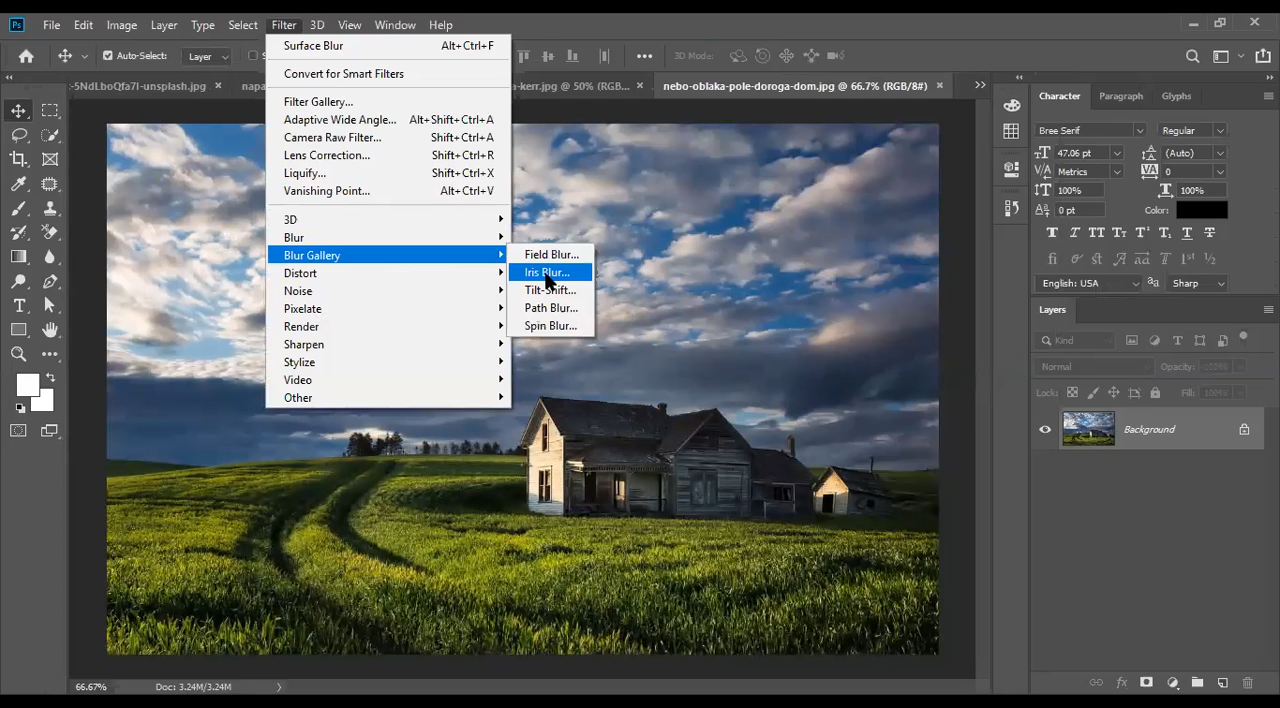 Ps File Edit Image Layer Type Select Filter 3D View Window Help
Auto-Select: Layer
3D Mode:
-5NdLboQfa7I-unsplash.jpg
napa
a-kerr.jpg @ 50% (RGB...
nebo-oblaka-pole-doroga-dom.jpg @ 66.7% (RGB/8#)
Surface Blur Alt+Ctrl+F
Convert for Smart Filters
Filter Gallery...
Adaptive Wide Angle... Alt+Shift+Ctrl+A
Camera Raw Filter... Shift+Ctrl+A
Lens Correction... Shift+Ctrl+R
Liquify... Shift+Ctrl+X
Vanishing Point... Alt+Ctrl+V
3D
Blur
Blur Gallery
Distort
Noise
Pixelate
Render
Sharpen
Stylize
Video
Other
Field Blur...
Iris Blur...
Tilt-Shift...
Path Blur...
Spin Blur...
Character Paragraph Glyphs
Bree Serif Regular
47.06 pt (Auto)
Metrics 0
100% 100%
0 pt Color:
English: USA Sharp
Layers
Kind
Normal Opacity: 100%
Lock: Fill: 100%
Background
66.67% Doc: 3.24M/3.24M